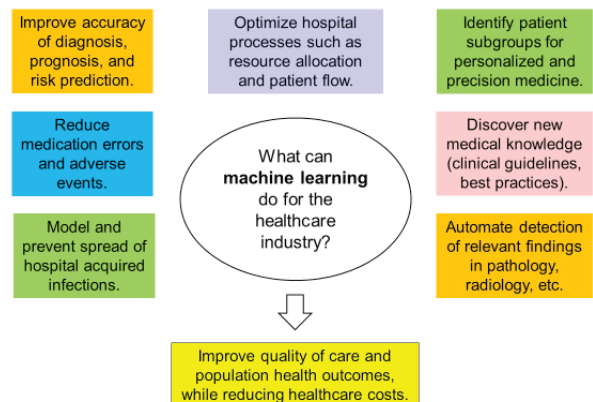 Improve accuracy
of diagnosis,
prognosis, and
risk prediction.
Optimize hospital
processes such as
resource allocation
and patient flow.
Identify patient
subgroups for
personalized and
precision medicine.
Reduce
medication errors
and adverse
events.
What can
machine learning
do for the
healthcare
industry?
Discover new
medical knowledge
(clinical guidelines,
best practices).
Model and
prevent spread of
hospital acquired
infections.
Automate detection
of relevant findings
in pathology,
radiology, etc.
Improve quality of care and
population health outcomes,
while reducing healthcare costs.